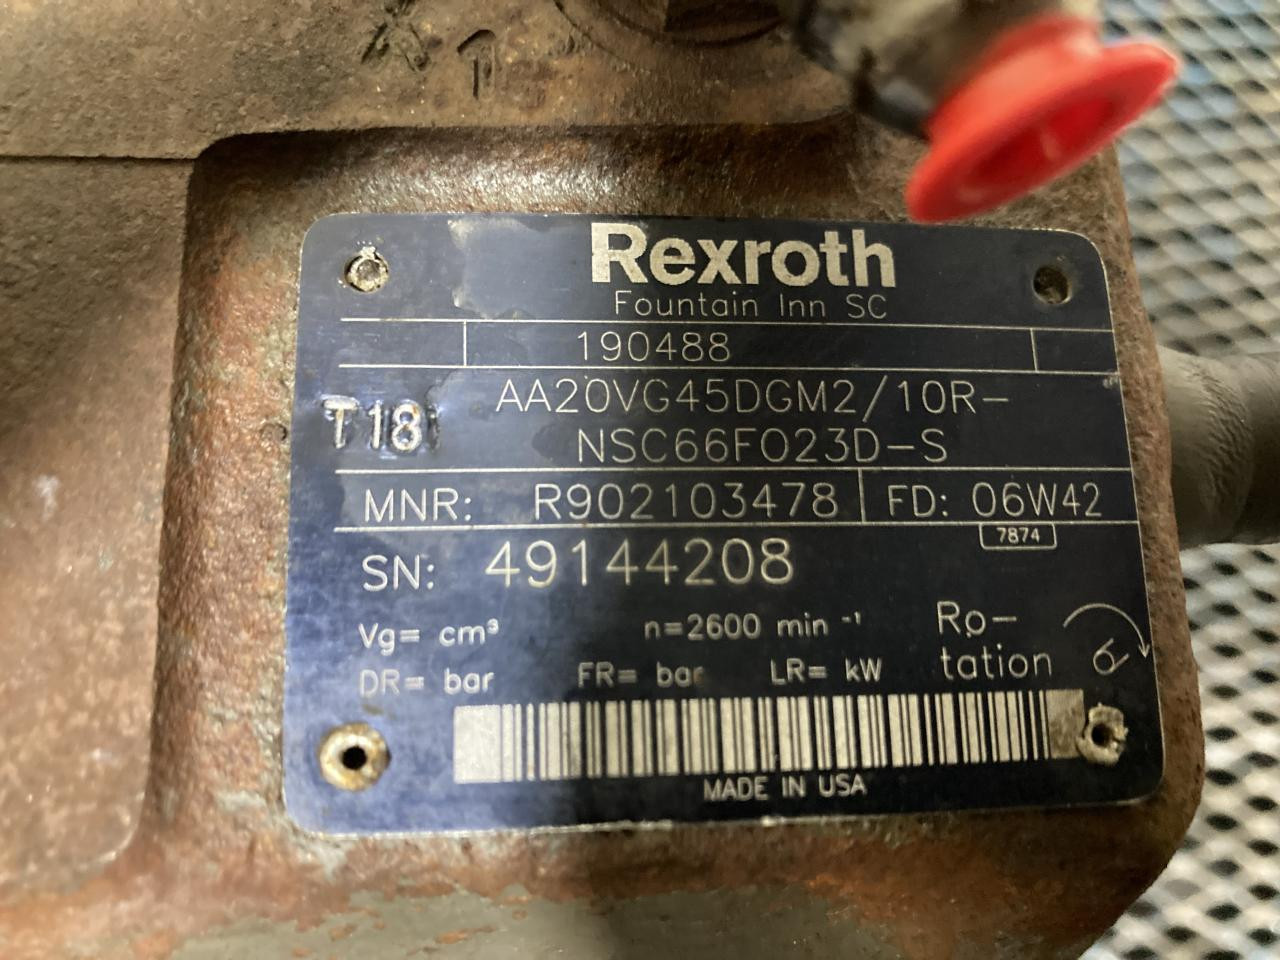 1
Rexroth
Fountain Inn SC
190488
AA20VG45DGM2/10R-
NSC66F023D-S
T18
MNR: R902103478
FD: 06W42
7874
SN: 49144208
Vg= cm³
n=2600 min -¹
Ro-
tation
DR= bar
FR= bar
LR= kW
MADE IN USA